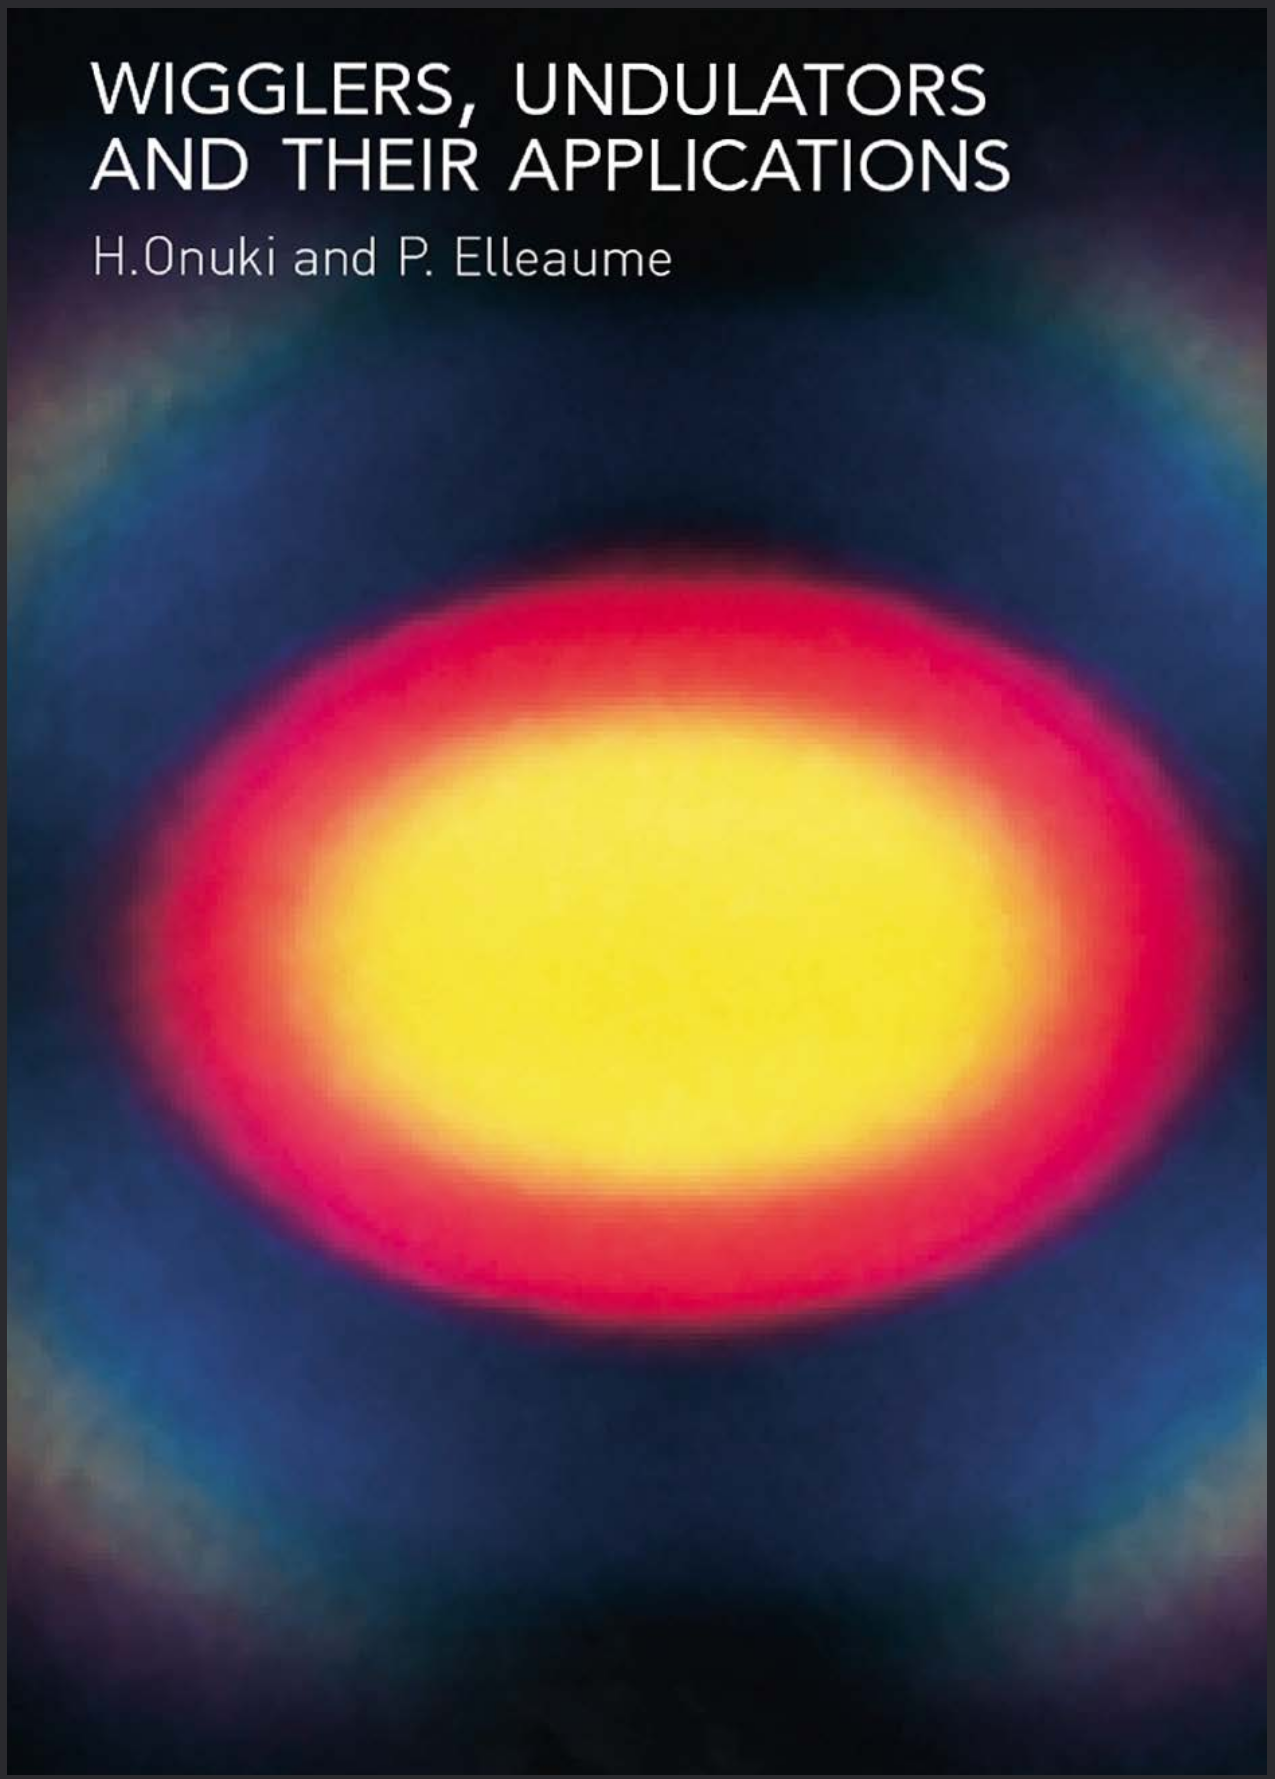 WIGGLERS, UNDULATORS
AND THEIR APPLICATIONS
H.Onuki and P. Elleaume